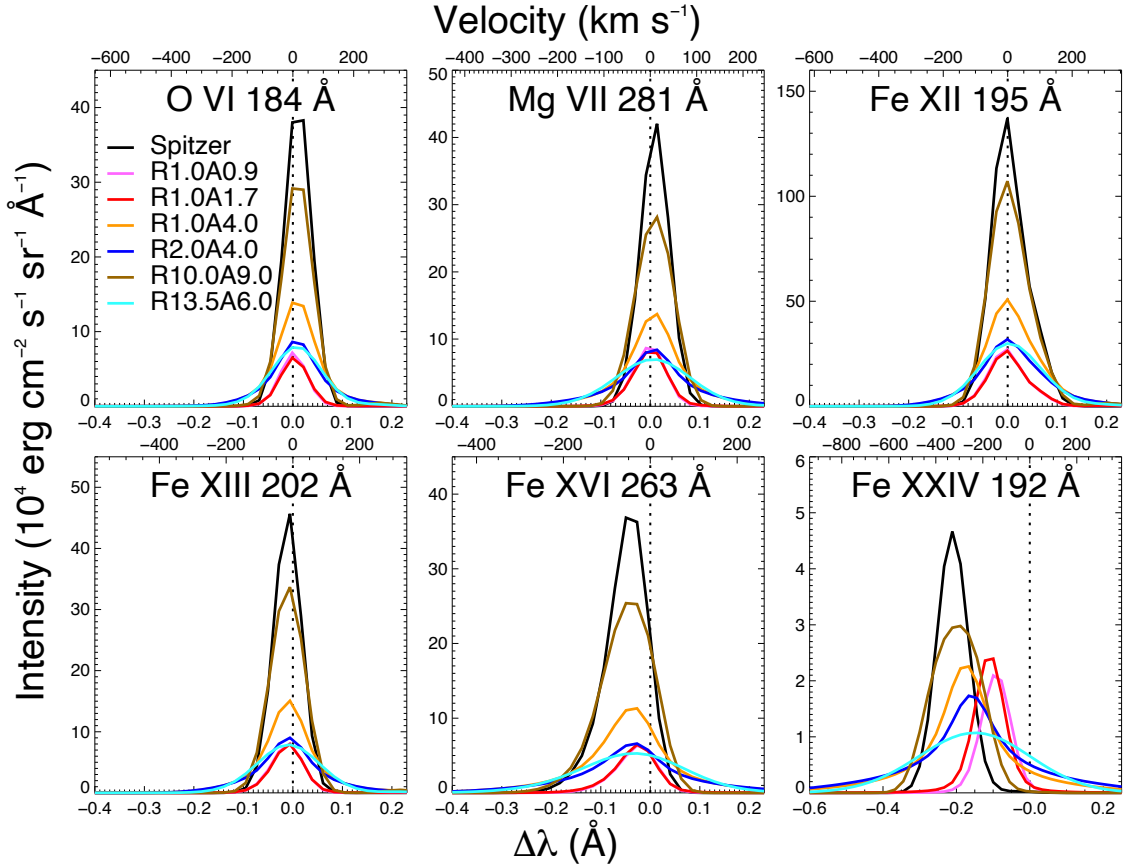 Velocity (km s⁻¹)
−600 −400 −200 0 200
−400 −300 −200 −100 0 100 200
−600 −400 −200 0 200
O VI 184 Å
Mg VII 281 Å
Fe XII 195 Å
Spitzer
R1.0A0.9
R1.0A1.7
R1.0A4.0
R2.0A4.0
R10.0A9.0
R13.5A6.0
40
30
20
10
0
50
40
30
20
10
0
150
100
50
0
−0.4 −0.3 −0.2 −0.1 0.0 0.1 0.2
−0.4 −0.3 −0.2 −0.1 0.0 0.1 0.2
−0.4 −0.3 −0.2 −0.1 0.0 0.1 0.2
Intensity (10⁴ erg cm⁻² s⁻¹ sr⁻¹ Å⁻¹)
−400 −200 0 200
−400 −200 0 200
−800 −600 −400 −200 0 200
Fe XIII 202 Å
Fe XVI 263 Å
Fe XXIV 192 Å
50
40
30
20
10
0
40
30
20
10
0
6
5
4
3
2
1
0
−0.4 −0.3 −0.2 −0.1 0.0 0.1 0.2
−0.4 −0.3 −0.2 −0.1 0.0 0.1 0.2
−0.6 −0.4 −0.2 −0.0 0.2
Δλ (Å)